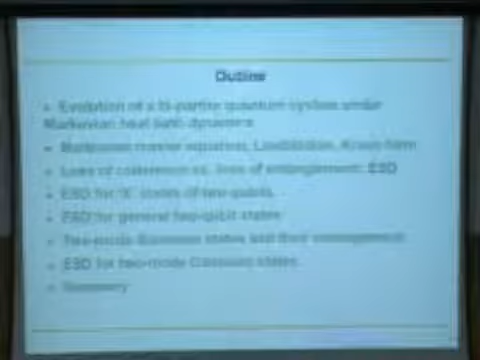 Outline
• Evolution of a bi-partite quantum system under
Markovian heat bath dynamics
• Markovian master equation, Lindbladian, Kraus form
• Loss of coherence vs. loss of entanglement: ESD
• ESD for 'X' states of two-qubits
• ESD for general two-qubit states
• Two-mode Gaussian states and their entanglement
• ESD for two-mode Gaussian states
• Summary